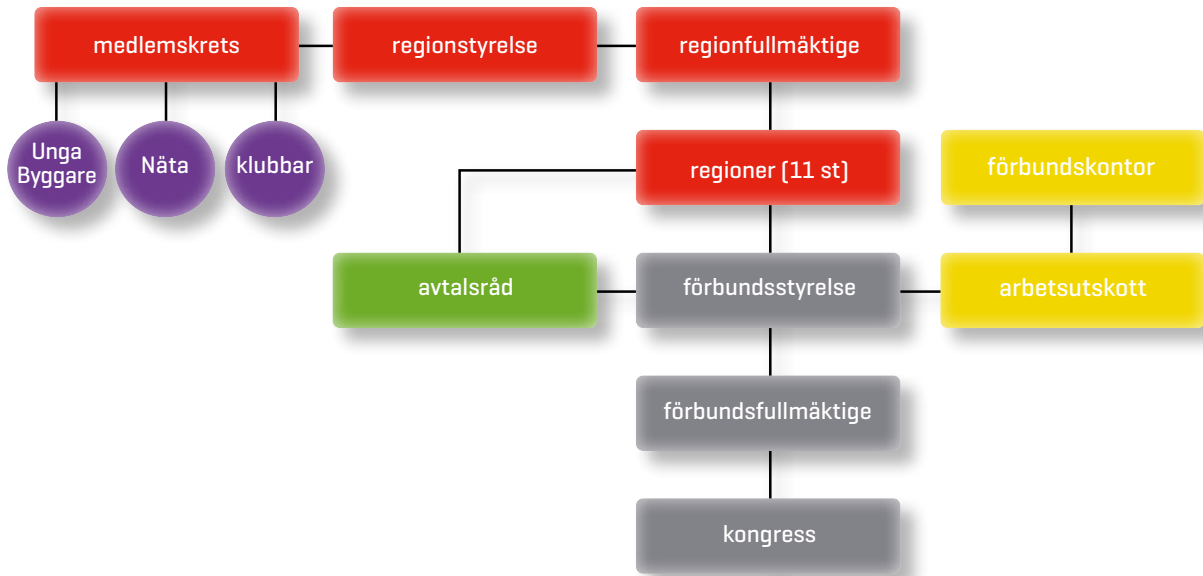 medlemskrets
regionstyrelse
regionfullmäktige
Unga
Byggare
Näta
klubbar
regioner (11 st)
förbundskontor
avtalsråd
förbundsstyrelse
arbetsutskott
förbundsfullmäktige
kongress